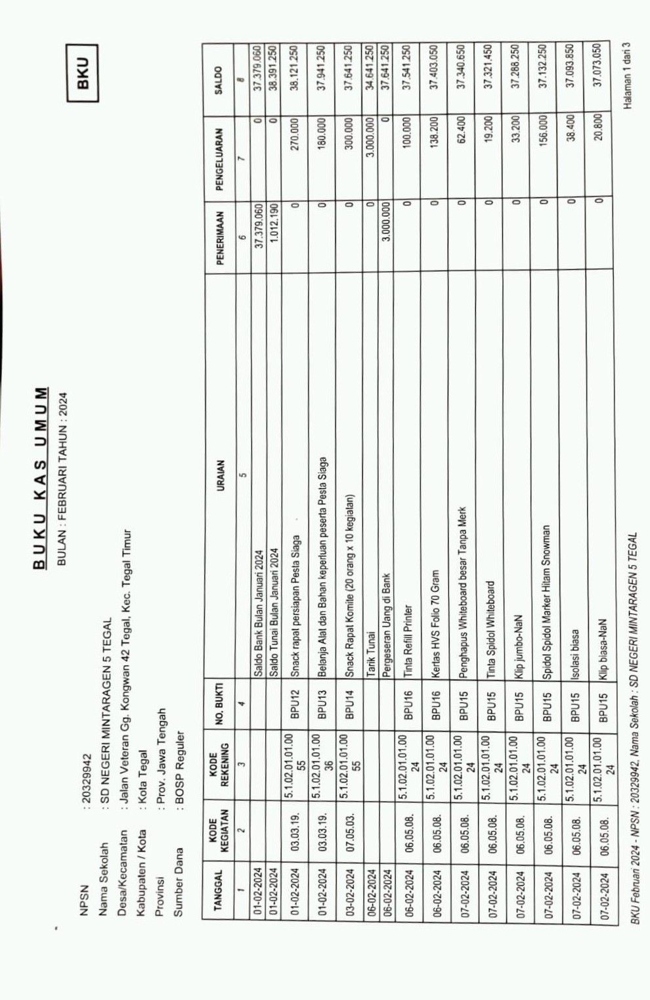 BKU
BUKU KAS UMUM
BULAN : FEBRUARI TAHUN : 2024
NPSN : 20329942
Nama Sekolah : SD NEGERI MINTARAGEN 5 TEGAL
Desa/Kecamatan : Jalan Veteran Gg. Kongwan 42 Tegal, Kec. Tegal Timur
Kabupaten / Kota : Kota Tegal
Provinsi : Prov. Jawa Tengah
Sumber Dana : BOSP Reguler
TANGGAL KODE KEGIATAN KODE REKENING NO. BUKTI URAIAN PENERIMAAN PENGELUARAN SALDO
1 2 3 4 5 6 7 8
01-02-2024 Saldo Bank Bulan Januari 2024 37.379.060 0 37.379.060
01-02-2024 Saldo Tunai Bulan Januari 2024 1.012.190 0 38.391.250
01-02-2024 03.03.19. 5.1.02.01.01.0055 BPU12 Snack rapat persiapan Pesta Siaga 0 270.000 38.121.250
01-02-2024 03.03.19. 5.1.02.01.01.0036 BPU13 Belanja Alat dan Bahan keperluan peserta Pesta Siaga 0 180.000 37.941.250
03-02-2024 07.05.03. 5.1.02.01.01.0055 BPU14 Snack Rapat Komite (20 orang x 10 kegiatan) 0 300.000 37.641.250
06-02-2024 Tarik Tunai 0 3.000.000 34.641.250
06-02-2024 Pergeseran Uang di Bank 3.000.000 0 37.641.250
06-02-2024 06.05.08. 5.1.02.01.01.0024 BPU16 Tinta Refill Printer 0 100.000 37.541.250
06-02-2024 06.05.08. 5.1.02.01.01.0024 BPU16 Kertas HVS Folio 70 Gram 0 138.200 37.403.050
07-02-2024 06.05.08. 5.1.02.01.01.0024 BPU15 Penghapus Whiteboard besar Tanpa Merk 0 62.400 37.340.650
07-02-2024 06.05.08. 5.1.02.01.01.0024 BPU15 Tinta Spidol Whiteboard 0 19.200 37.321.450
07-02-2024 06.05.08. 5.1.02.01.01.0024 BPU15 Klip jumbo-NaN 0 33.200 37.288.250
07-02-2024 06.05.08. 5.1.02.01.01.0024 BPU15 Spidol Spidol Marker Hitam Snowman 0 156.000 37.132.250
07-02-2024 06.05.08. 5.1.02.01.01.0024 BPU15 Isolasi biasa 0 38.400 37.093.850
07-02-2024 06.05.08. 5.1.02.01.01.0024 BPU15 Klip biasa-NaN 0 20.800 37.073.050
BKU Februari 2024 - NPSN : 20329942, Nama Sekolah : SD NEGERI MINTARAGEN 5 TEGAL
Halaman 1 dari 3